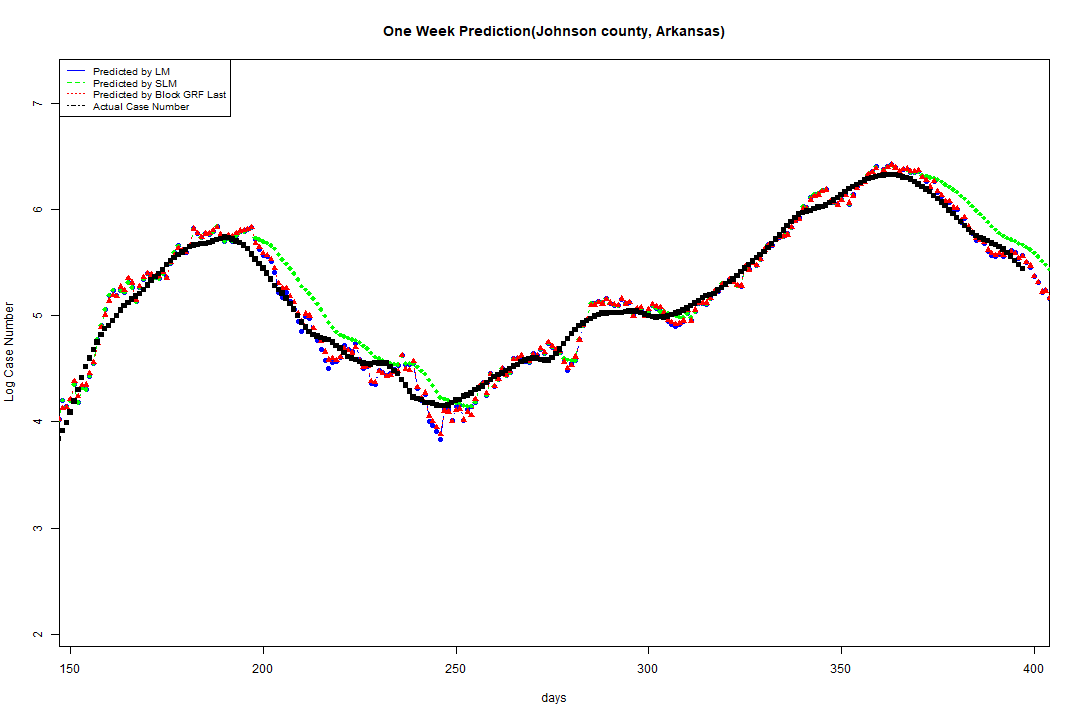 One Week Prediction(Johnson county, Arkansas)
Predicted by LM
Predicted by SLM
Predicted by Block GRF Last
Actual Case Number
7
6
5
4
3
2
Log Case Number
150 200 250 300 350 400
days